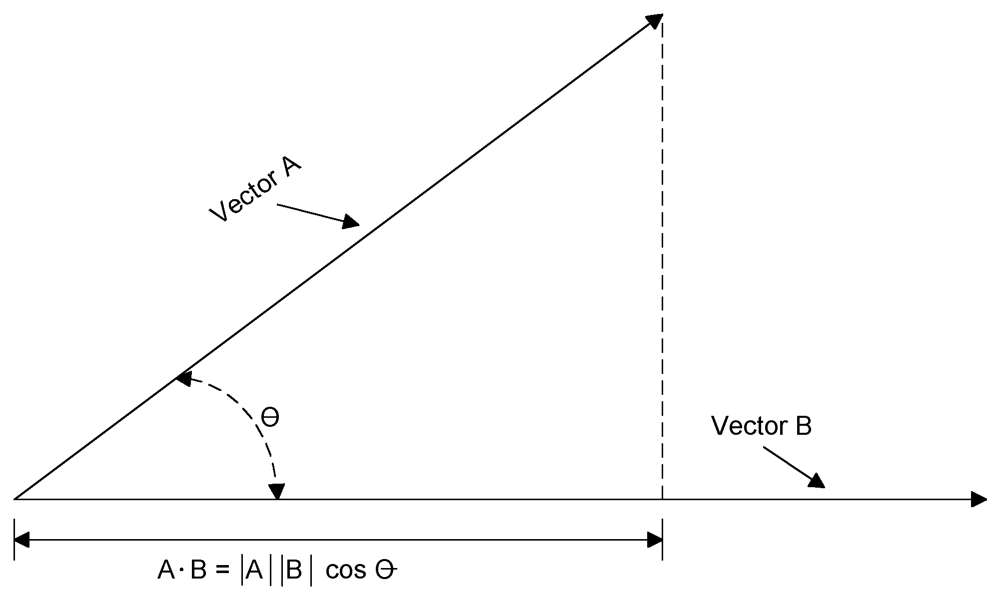 Vector A
Θ
Vector B
A · B = |A||B| cos Θ